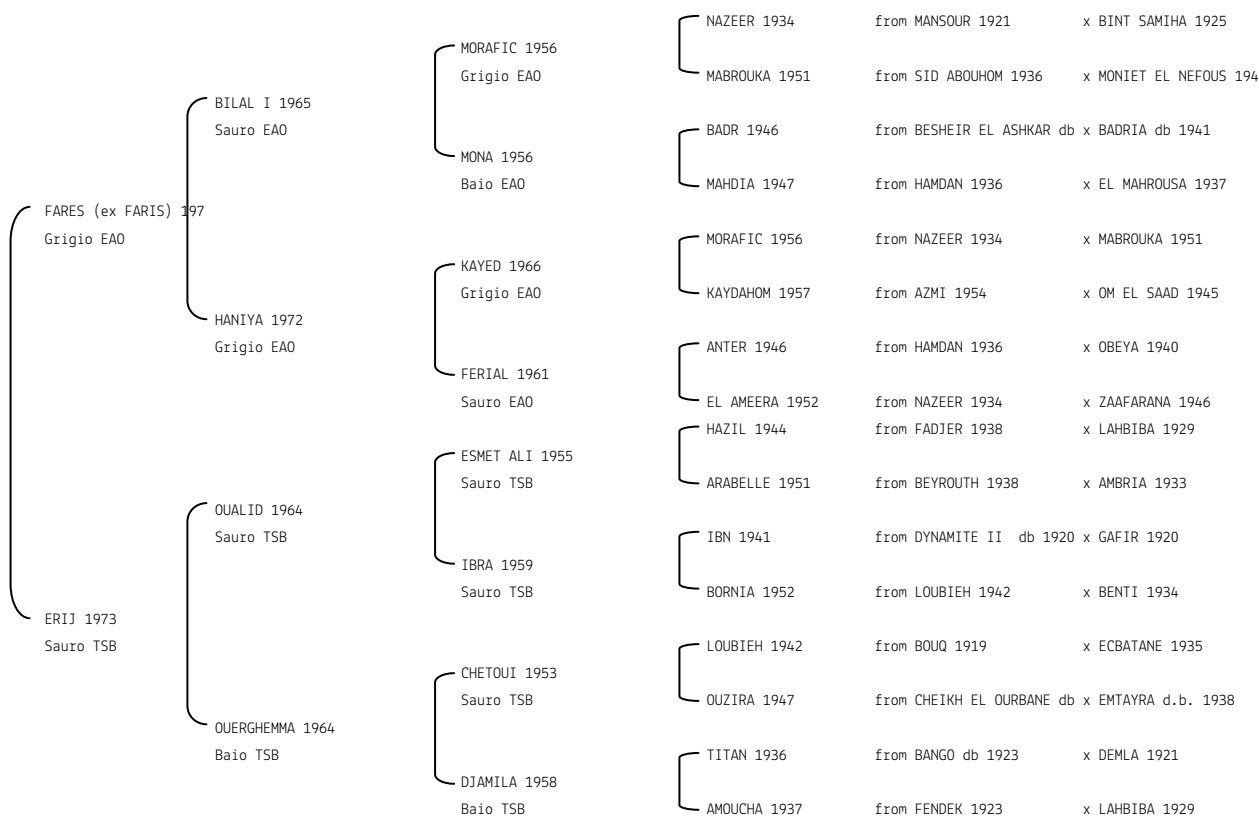 NAZEER 1934 from MANSOUR 1921 x BINT SAMIHA 1925
MORAFIC 1956
Grigio EAO
MABROUKA 1951 from SID ABOUHOM 1936 x MONIET EL NEFOUS 194
BILAL I 1965
Sauro EAO
BADR 1946 from BESHEIR EL ASHKAR db x BADRIA db 1941
MONA 1956
Baio EAO
MAHDIA 1947 from HAMDAN 1936 x EL MAHROUSA 1937
FARES (ex FARIS) 197
Grigio EAO
MORAFIC 1956 from NAZEER 1934 x MABROUKA 1951
KAYED 1966
Grigio EAO
KAYDAHOM 1957 from AZMI 1954 x OM EL SAAD 1945
HANIYA 1972
Grigio EAO
ANTER 1946 from HAMDAN 1936 x OBEYA 1940
FERIAL 1961
Sauro EAO
EL AMEERA 1952 from NAZEER 1934 x ZAAFARANA 1946
HAZIL 1944 from FADJER 1938 x LAHBIBA 1929
ESMET ALI 1955
Sauro TSB
ARABELLE 1951 from BEYROUTH 1938 x AMBRIA 1933
OUALID 1964
Sauro TSB
IBN 1941 from DYNAMITE II db 1920 x GAFIR 1920
IBRA 1959
Sauro TSB
BORNIA 1952 from LOUBIEH 1942 x BENTI 1934
ERIJ 1973
Sauro TSB
LOUBIEH 1942 from BOUQ 1919 x ECBATANE 1935
CHETOUI 1953
Sauro TSB
OUZIRA 1947 from CHEIKH EL OURBANE db x EMTAYRA d.b. 1938
OUERGHEMMA 1964
Baio TSB
TITAN 1936 from BANGO db 1923 x DEMLA 1921
DJAMILA 1958
Baio TSB
AMOUCHA 1937 from FENDEK 1923 x LAHBIBA 1929